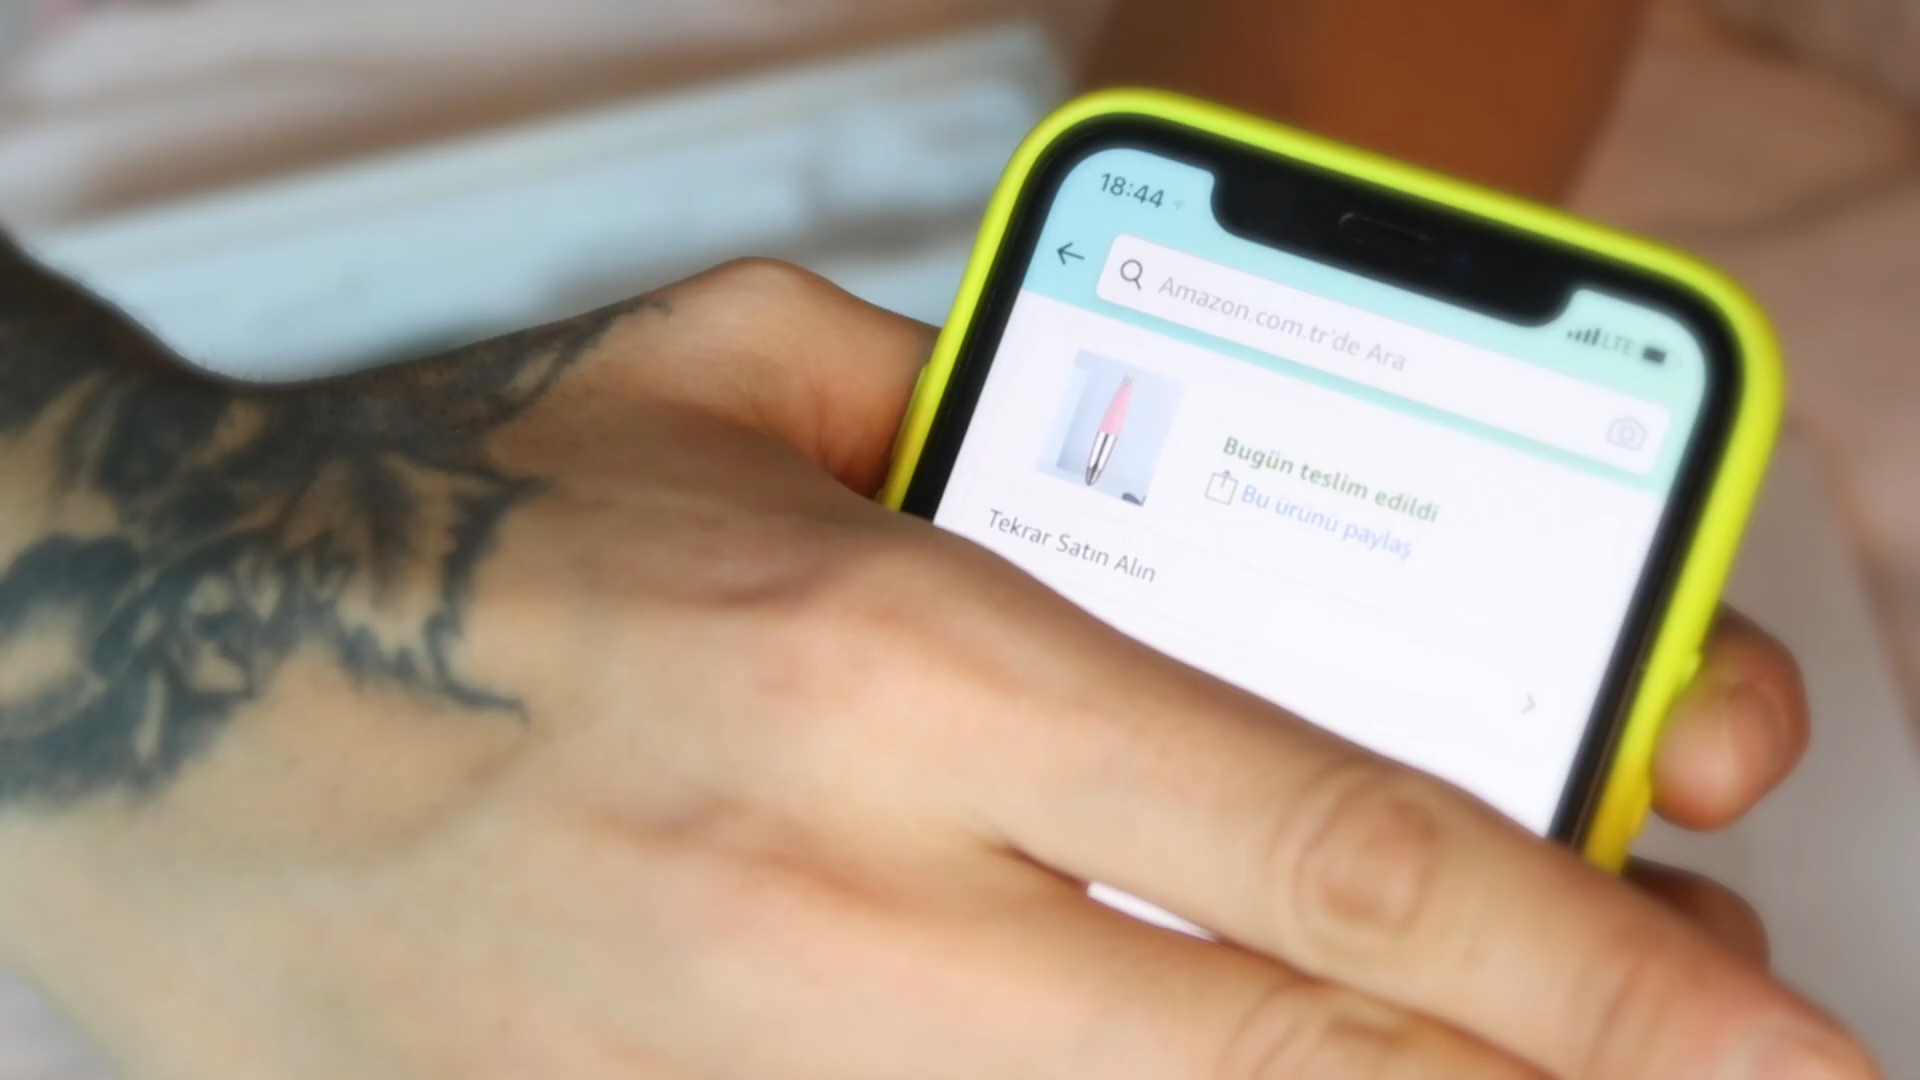 18:44
LTE
Amazon.com.tr'de Ara
Bugün teslim edildi
Bu ürünü paylaş
Tekrar Satın Alın